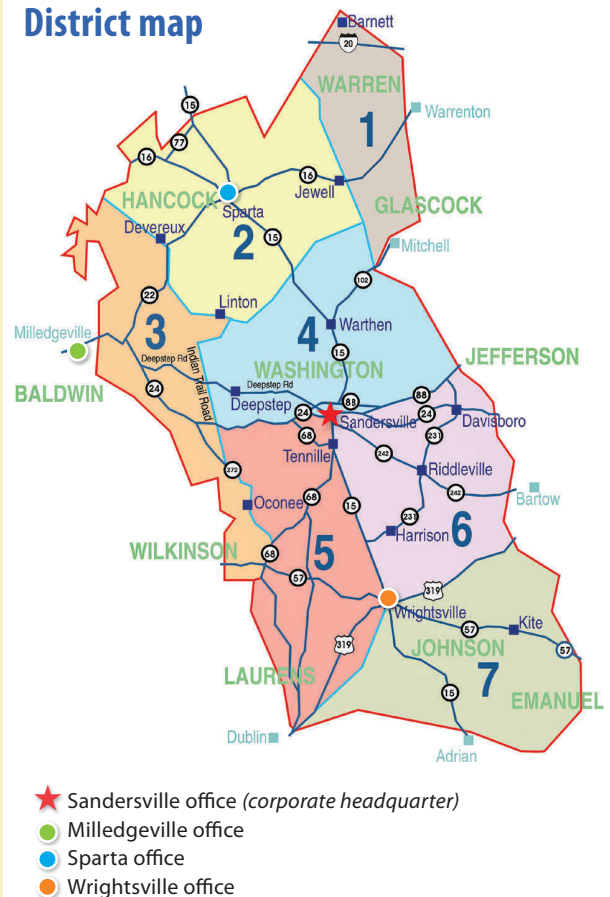 District map
Barnett
20
WARREN
1
Warrenton
15
77
16
16
Jewell
HANCOCK
Sparta
GLASCOCK
Devereux
2
15
Mitchell
102
22
Linton
3
Warthen
4
Milledgeville
Deepstep Rd
Indian Trail Road
15
WASHINGTON
JEFFERSON
BALDWIN
24
Deepstep Rd
Deepstep
88
88
24
Sandersville
24
Davisboro
68
231
Tennille
242
272
Riddleville
242
Bartow
Oconee
68
15
231
Harrison
6
5
WILKINSON
68
57
319
Wrightsville
57
Kite
319
JOHNSON
57
LAURENS
7
15
EMANUEL
Dublin
Adrian
Sandersville office (corporate headquarter)
Milledgeville office
Sparta office
Wrightsville office